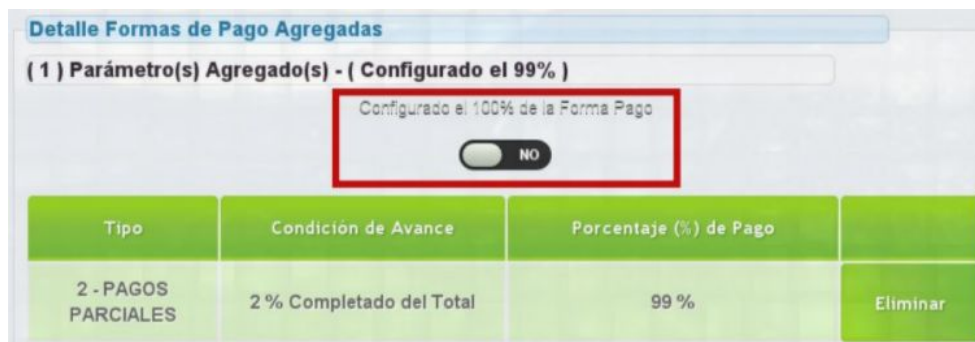 Detalle Formas de Pago Agregadas
( 1 ) Parámetro(s) Agregado(s) - ( Configurado el 99% )
Configurado el 100% de la Forma Pago
NO
Tipo Condición de Avance Porcentaje (%) de Pago
2 - PAGOS
PARCIALES
2 % Completado del Total
99 %
Eliminar